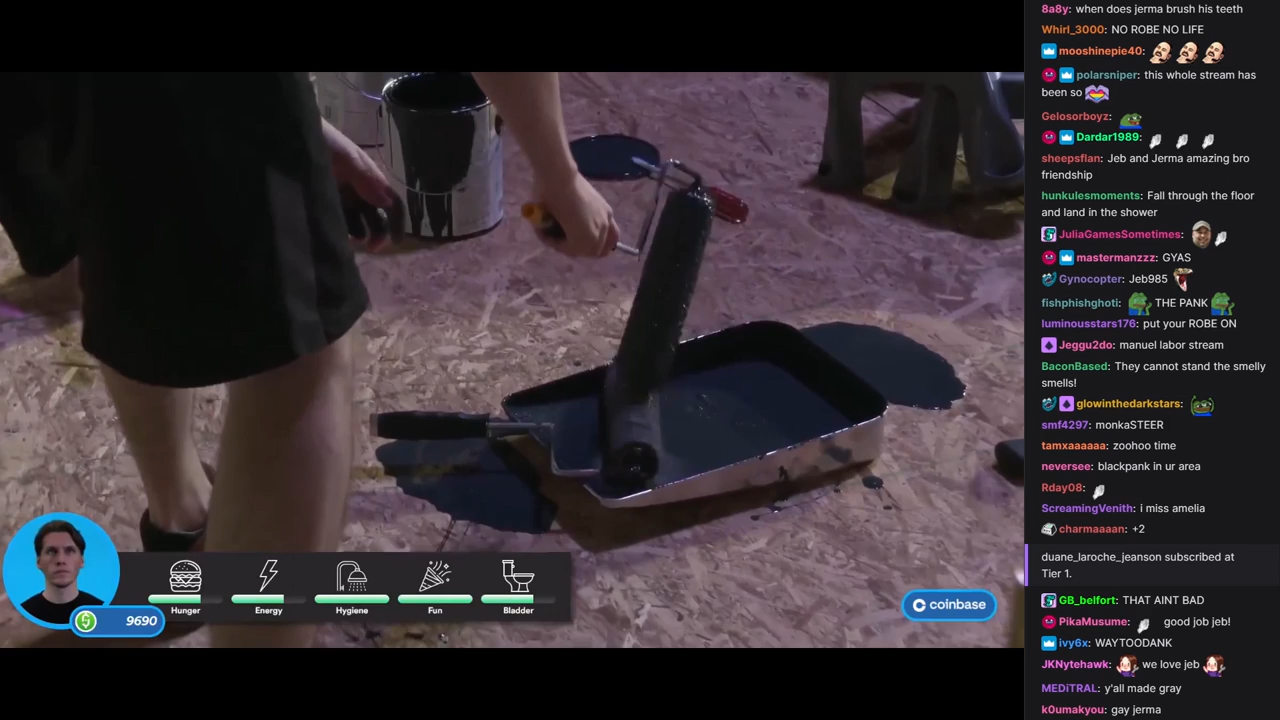 8a8y: when does jerma brush his teeth
Whirl_3000: NO ROBE NO LIFE
mooshinepie40:
polarsniper: this whole stream has
been so
Gelosorboyz:
Dardar1989:
sheepsflan: Jeb and Jerma amazing bro
friendship
hunkulesmoments: Fall through the floor
and land in the shower
JuliaGamesSometimes:
mastermanzzz: GYAS
Gynocopter: Jeb985
fishphishghoti: THE PANK
luminousstars176: put your ROBE ON
Jeggu2do: manuel labor stream
BaconBased: They cannot stand the smelly
smells!
glowinthedarkstars:
smf4297: monkaSTEER
tamxaaaaaa: zoohoo time
neversee: blackpank in ur area
Rday08:
ScreamingVenith: i miss amelia
charmaaaan: +2
duane_laroche_jeanson subscribed at
Tier 1.
GB_belfort: THAT AINT BAD
PikaMusume: good job jeb!
ivy6x: WAYTOODANK
JKNytehawk: we love jeb
MEDiTRAL: y'all made gray
k0umakyou: gay jerma
Hunger Energy Hygiene Fun Bladder
9690
coinbase